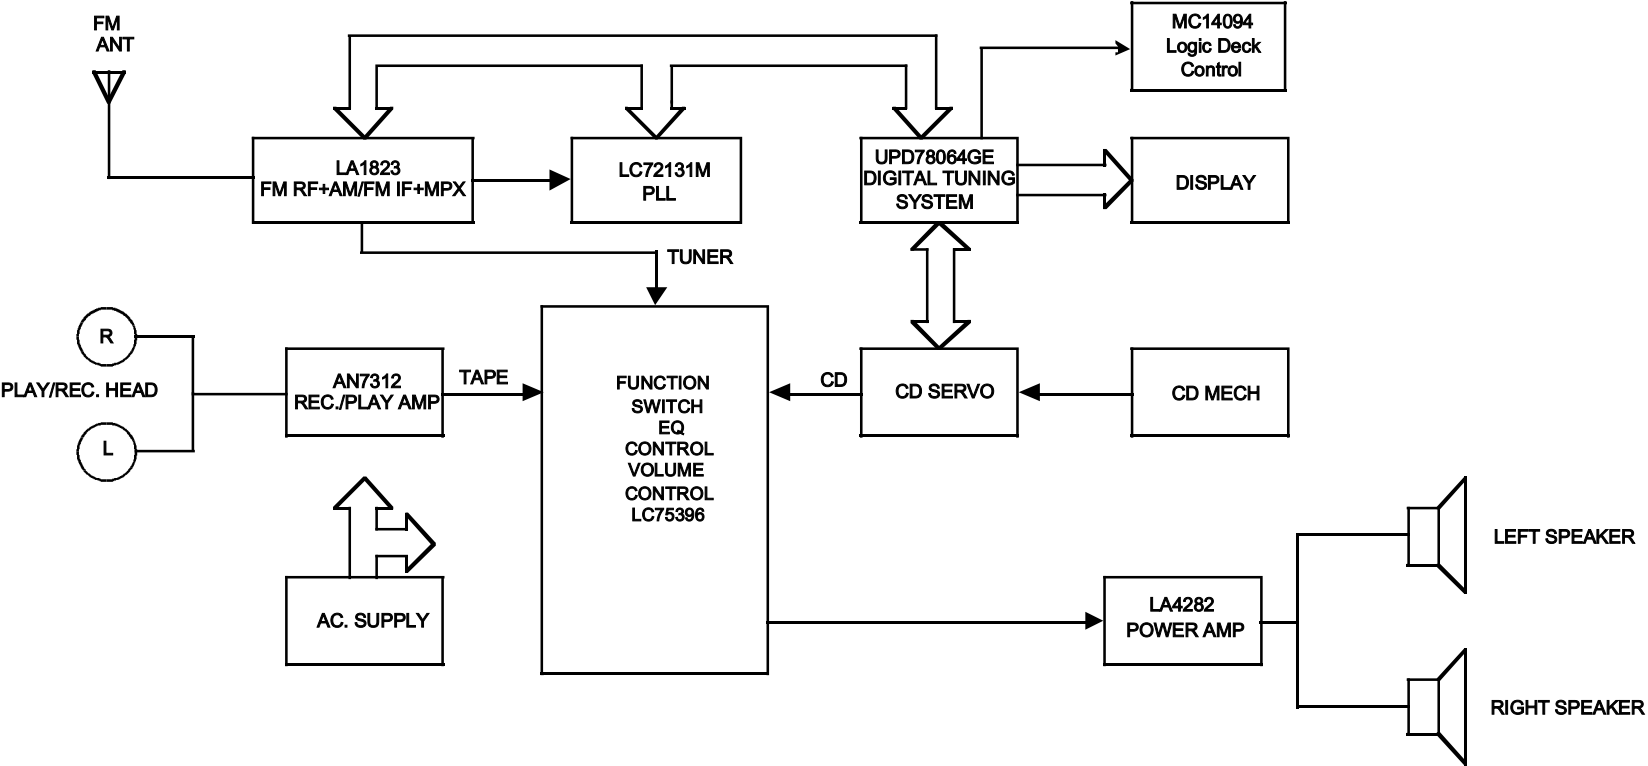 FM
ANT
MC14094
Logic Deck
Control
LA1823
FM RF+AM/FM IF+MPX
LC72131M
PLL
UPD78064GE
DIGITAL TUNING
SYSTEM
DISPLAY
TUNER
R
PLAY/REC. HEAD
L
AN7312
REC./PLAY AMP
TAPE
FUNCTION
SWITCH
EQ
CONTROL
VOLUME
CONTROL
LC75396
CD
CD SERVO
CD MECH
AC. SUPPLY
LA4282
POWER AMP
LEFT SPEAKER
RIGHT SPEAKER